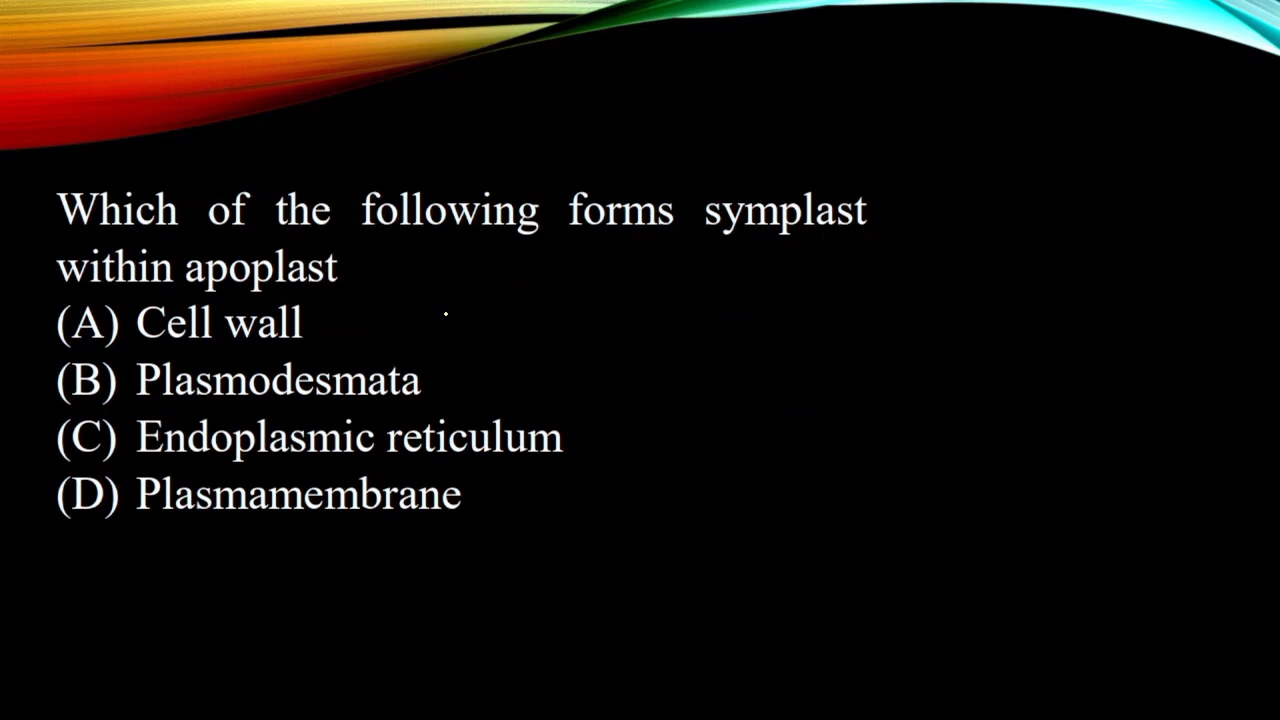 Which of the following forms symplast
within apoplast
(A) Cell wall
(B) Plasmodesmata
(C) Endoplasmic reticulum
(D) Plasmamembrane